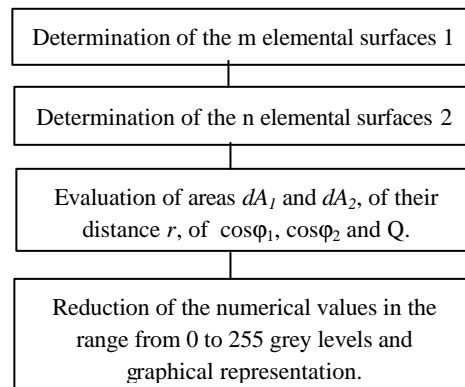 Determination of the m elemental surfaces 1
Determination of the n elemental surfaces 2
Evaluation of areas dA₁ and dA₂, of their
distance r, of cosφ₁, cosφ₂ and Q.
Reduction of the numerical values in the
range from 0 to 255 grey levels and
graphical representation.